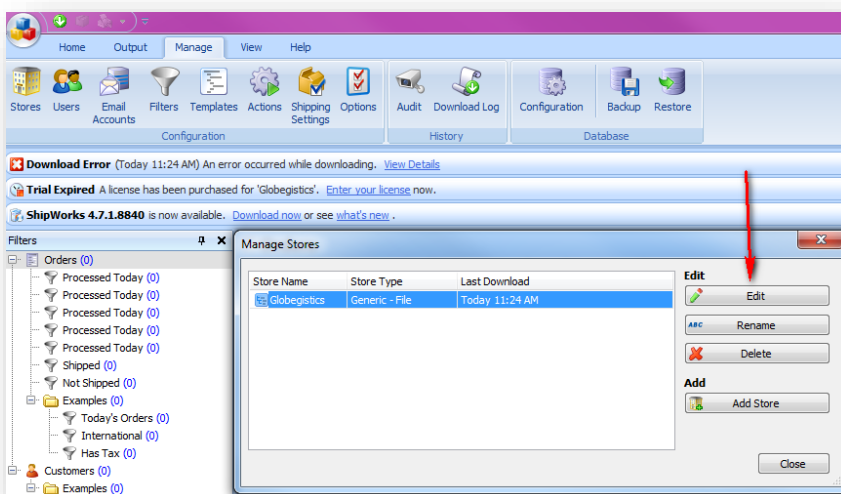 Home Output Manage View Help
Stores Users Email Accounts Filters Templates Actions Shipping Settings Options Audit Download Log Configuration Backup Restore
Configuration History Database
Download Error (Today 11:24 AM) An error occurred while downloading. View Details
Trial Expired A license has been purchased for 'Globegistics'. Enter your license now.
ShipWorks 4.7.1.8840 is now available. Download now or see what's new .
Filters
Orders (0)
Processed Today (0)
Processed Today (0)
Processed Today (0)
Processed Today (0)
Processed Today (0)
Shipped (0)
Not Shipped (0)
Examples (0)
Today's Orders (0)
International (0)
Has Tax (0)
Customers (0)
Examples (0)
Manage Stores
Store Name Store Type Last Download
Globegistics Generic - File Today 11:24 AM
Edit
Edit
ABC Rename
Delete
Add
Add Store
Close